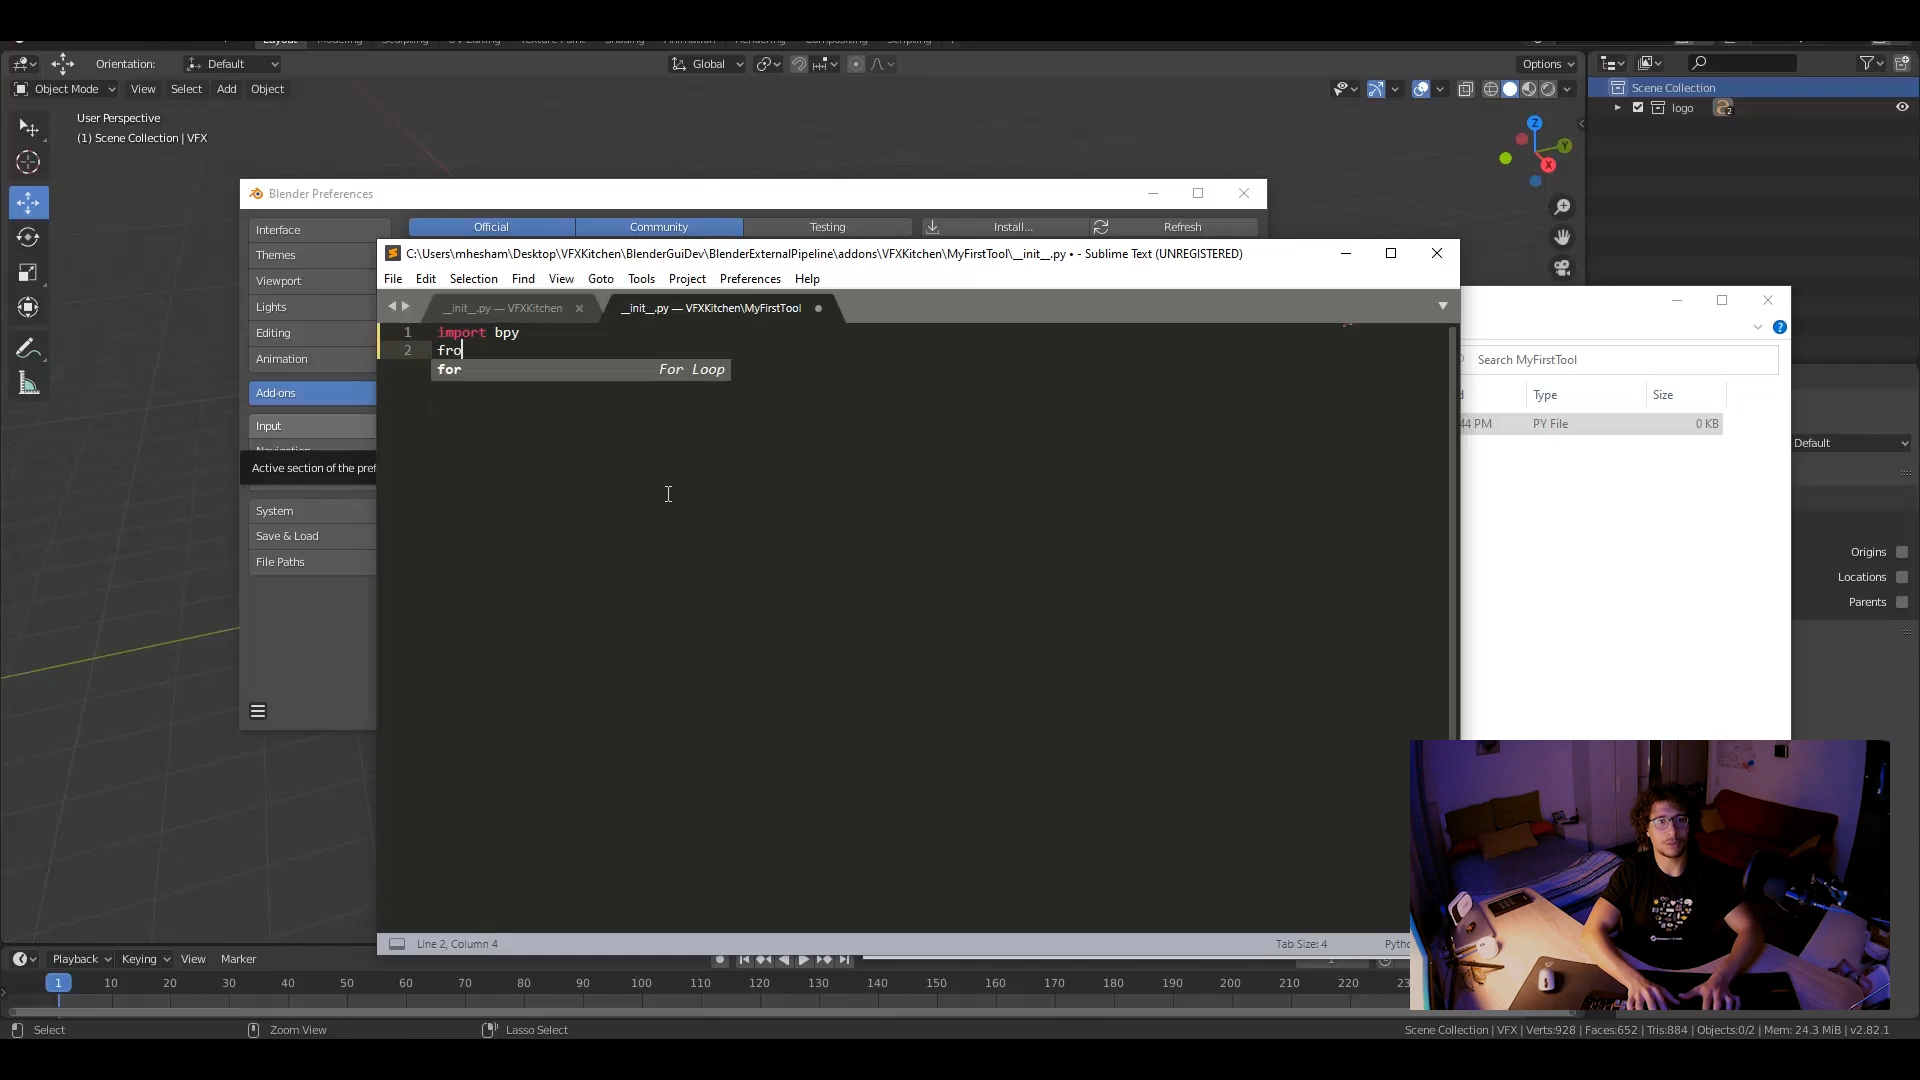 Orientation:
Default
Global
Options
Object Mode
View
Select
Add
Object
User Perspective
(1) Scene Collection | VFX
Z
Y
X
Scene Collection
logo
2
Blender Preferences
Official
Community
Testing
Install...
Refresh
Interface
Themes
Viewport
Lights
Editing
Animation
Add-ons
Input
Active section of the pref
System
Save & Load
File Paths
C:\Users\mhesham\Desktop\VFXKitchen\BlenderGuiDev\BlenderExternalPipeline\addons\VFXKitchen\MyFirstTool\__init__.py • - Sublime Text (UNREGISTERED)
File
Edit
Selection
Find
View
Goto
Tools
Project
Preferences
Help
__init__.py — VFXKitchen
__init__.py — VFXKitchen\MyFirstTool
1 import bpy
2 fro
for For Loop
Line 2, Column 4
Tab Size: 4
Search MyFirstTool
Type
Size
44 PM
PY File
0 KB
Default
Origins
Locations
Parents
Playback
Keying
View
Marker
1
1 10 20 30 40 50 60 70 80 90 100 110 120 130 140 150 160 170 180 190 200 210 220 23
Select
Zoom View
Lasso Select
Scene Collection | VFX | Verts:928 | Faces:652 | Tris:884 | Objects:0/2 | Mem: 24.3 MiB | v2.82.1